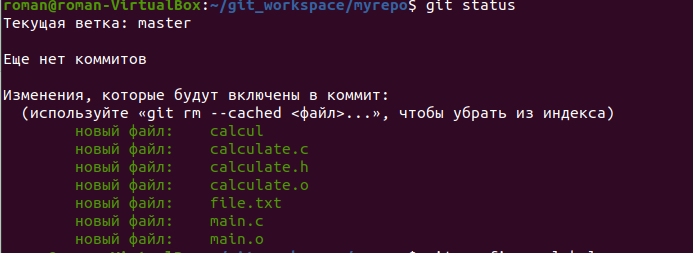 roman@roman-VirtualBox:~/git_workspace/myrepo$ git status
Текущая ветка: master
Еще нет коммитов
Изменения, которые будут включены в коммит:
(используйте «git rm --cached <файл>...», чтобы убрать из индекса)
новый файл: calcul
новый файл: calculate.c
новый файл: calculate.h
новый файл: calculate.o
новый файл: file.txt
новый файл: main.c
новый файл: main.o